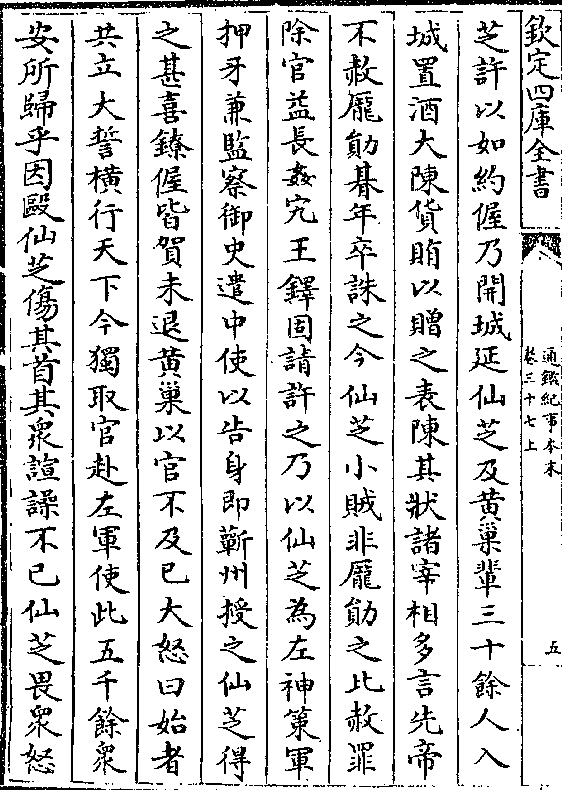 欽定四庫全書
通鑑紀事本末
卷三十七上
五
芝許以如約偓乃開城延仙芝及黃巢輩三十餘人入
城置酒大陳貨賄以贈之表陳其狀諸宰相多言先帝
不赦龎勛朞年卒誅之今仙芝小賊非龎勛之比赦罪
除官益長姦宄王鐸固請許之乃以仙芝為左神策軍
押牙兼監察御史遣中使以告身即蘄州授之仙芝得
之甚喜鐐偓皆賀未退黃巢以官不及已大怒曰始者
共立大誓橫行天下今獨取官赴左軍使此五千餘衆
安所歸乎因毆仙芝傷其首其衆諠譟不已仙芝畏衆怒